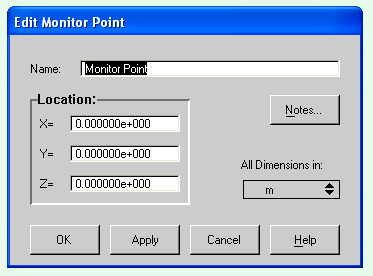 Edit Monitor Point
Name: Monitor Point
Location:
X= 0.000000e+000
Notes...
Y= 0.000000e+000
All Dimensions in:
Z= 0.000000e+000
m
OK Apply Cancel Help